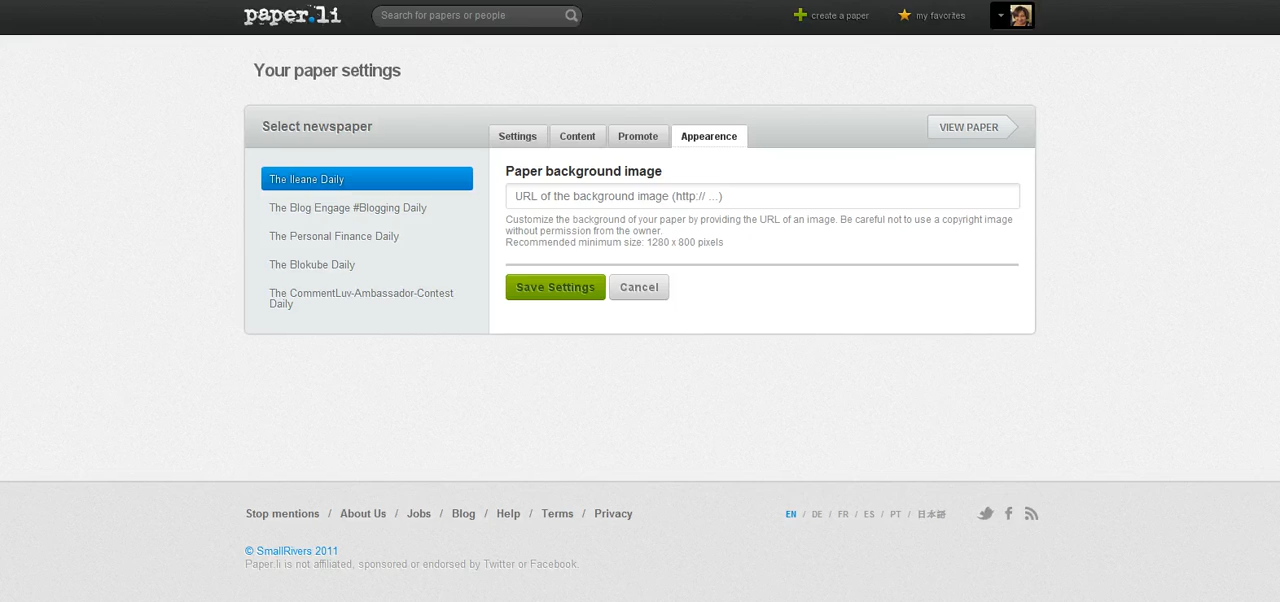 paper.li
Search for papers or people
create a paper
my favorites
Your paper settings
Select newspaper
Settings
Content
Promote
Appearence
VIEW PAPER
The Ileane Daily
The Blog Engage #Blogging Daily
The Personal Finance Daily
The Blokube Daily
The CommentLuv-Ambassador-Contest
Daily
Paper background image
URL of the background image (http:// ...)
Customize the background of your paper by providing the URL of an image. Be careful not to use a copyright image
without permission from the owner.
Recommended minimum size: 1280 x 800 pixels
Save Settings
Cancel
Stop mentions / About Us / Jobs / Blog / Help / Terms / Privacy
EN / DE / FR / ES / PT / 日本語
© SmallRivers 2011
Paper.li is not affiliated, sponsored or endorsed by Twitter or Facebook.